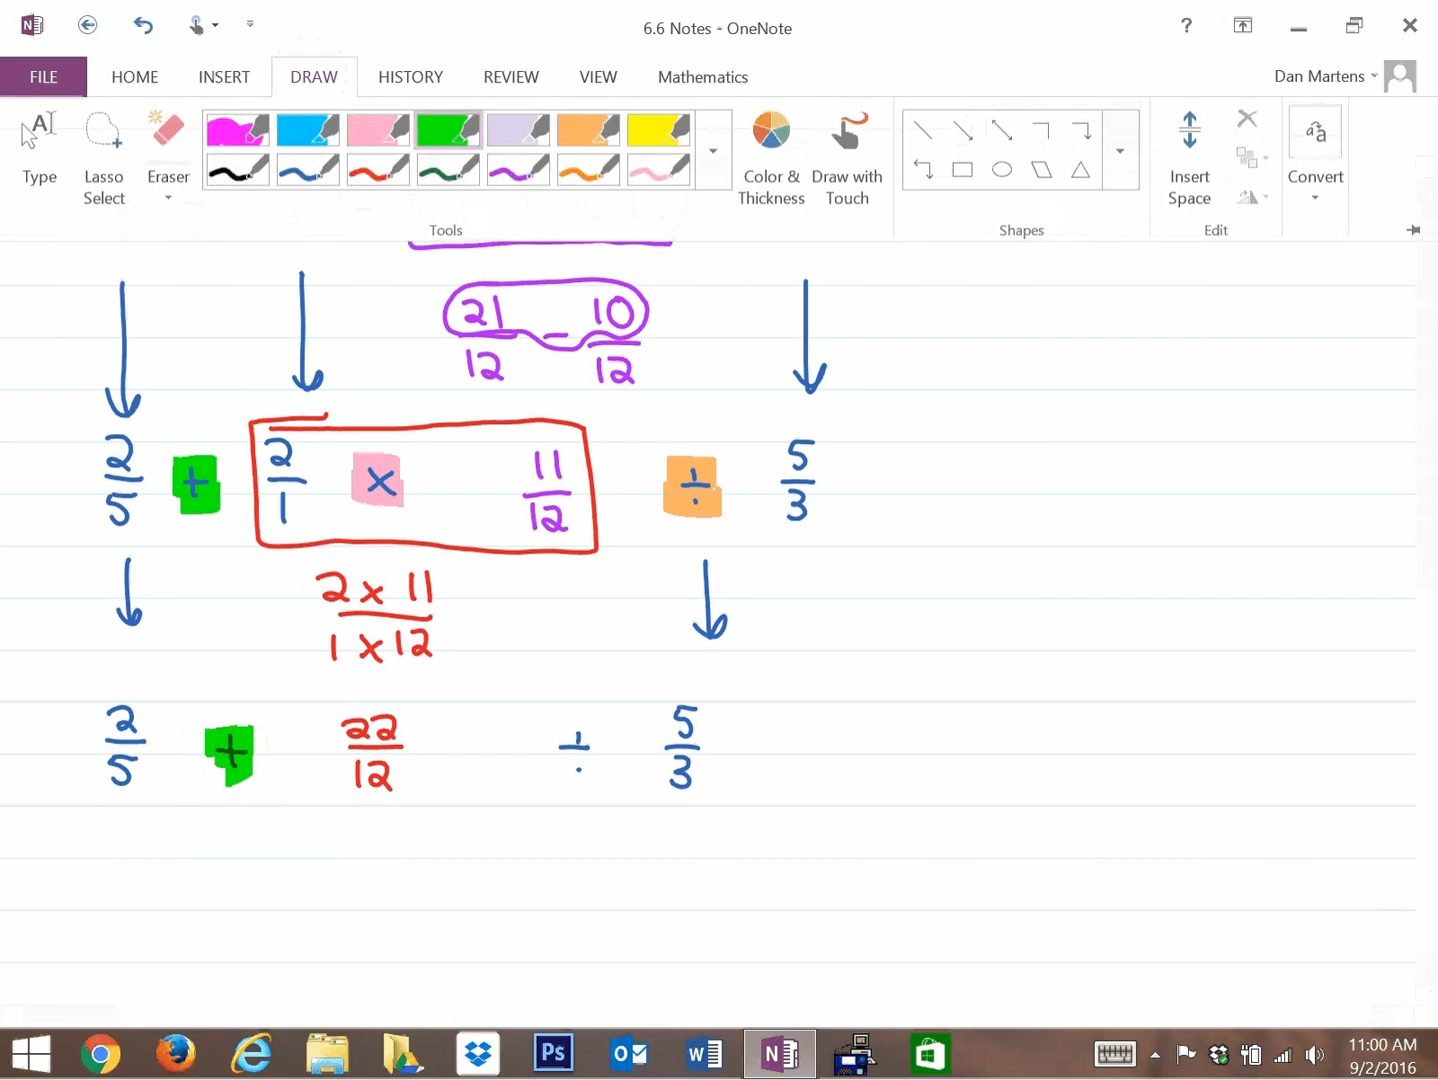 6.6 Notes - OneNote
?
FILE HOME INSERT DRAW HISTORY REVIEW VIEW Mathematics Dan Martens
Type Lasso Select Eraser Color & Thickness Draw with Touch Insert Space Convert
Tools Shapes Edit
21/12 - 10/12
2/5 + 2/1 x 11/12 ÷ 5/3
2 x 11
1 x 12
2/5 + 22/12 ÷ 5/3
11:00 AM
9/2/2016